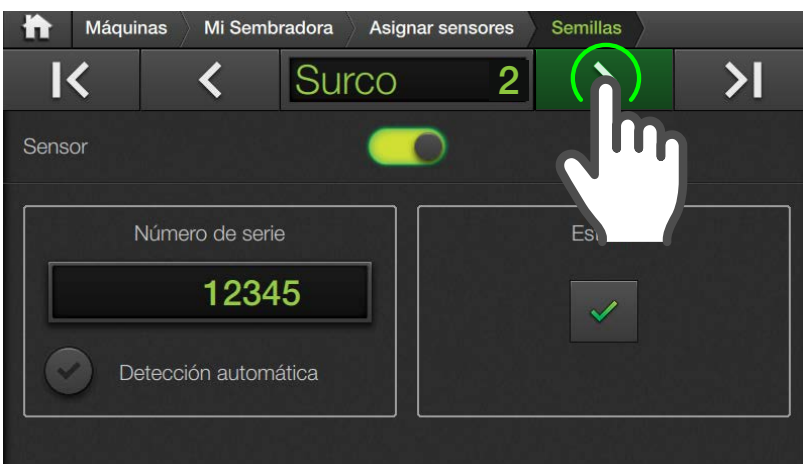 Máquinas Mi Sembradora Asignar sensores Semillas
Surco 2
Sensor
Número de serie
12345
Detección automática